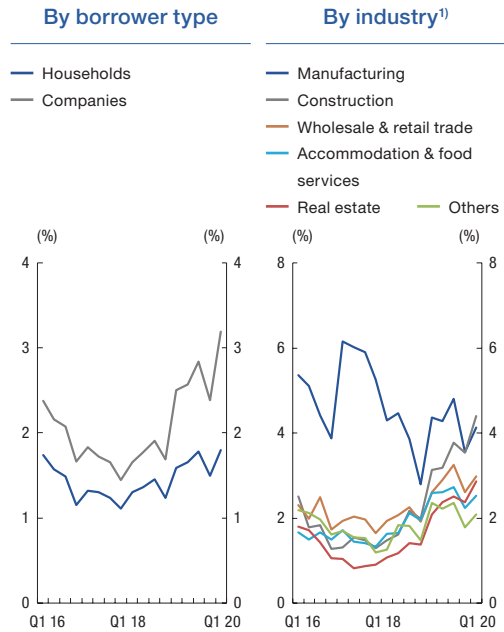 By borrower type
Households
Companies
(%) (%)
4 4
3 3
2 2
1 1
0 0
Q1 16 Q1 18 Q1 20
By industry1)
Manufacturing
Construction
Wholesale & retail trade
Accommodation & food
services
Real estate Others
(%) (%)
8 8
6 6
4 4
2 2
0 0
Q1 16 Q1 18 Q1 20